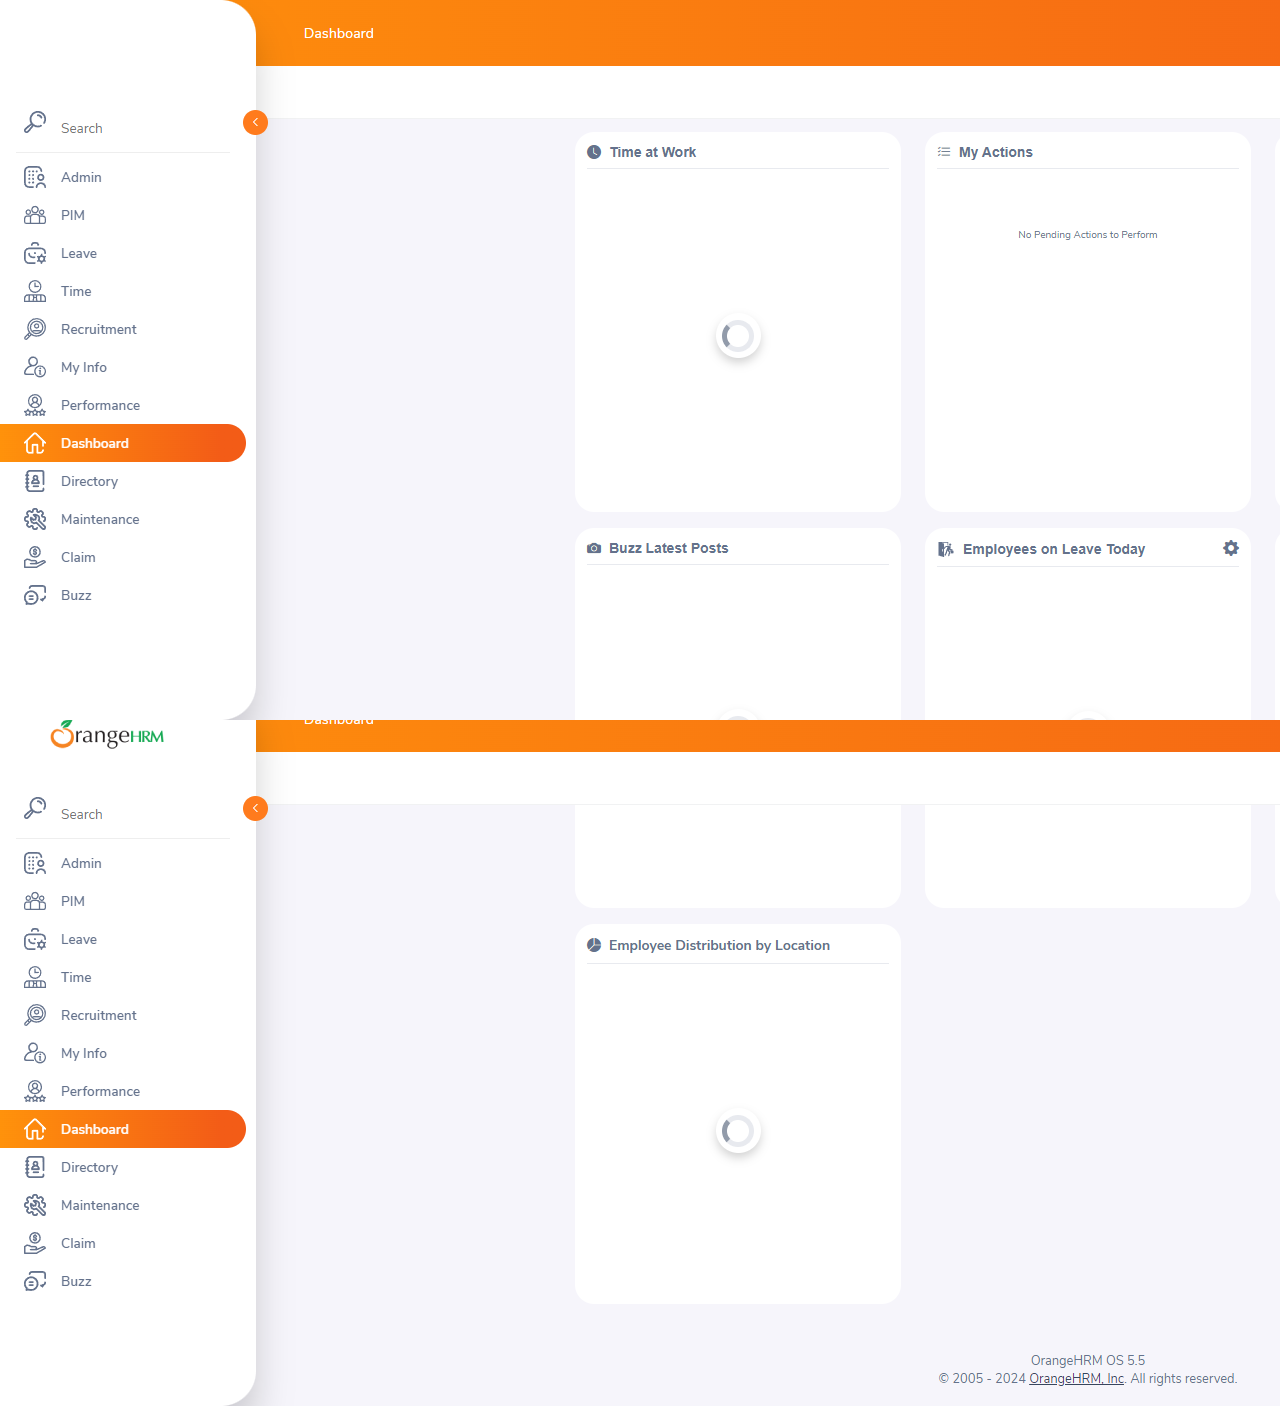 Dashboard
Search
Admin
PIM
Leave
Time
Recruitment
My Info
Performance
Dashboard
Directory
Maintenance
Claim
Buzz
Time at Work
My Actions
No Pending Actions to Perform
Buzz Latest Posts
Employees on Leave Today
OrangeHRM
Dashboard
Search
Admin
PIM
Leave
Time
Recruitment
My Info
Performance
Dashboard
Directory
Maintenance
Claim
Buzz
Employee Distribution by Location
OrangeHRM OS 5.5
© 2005 - 2024 OrangeHRM, Inc. All rights reserved.